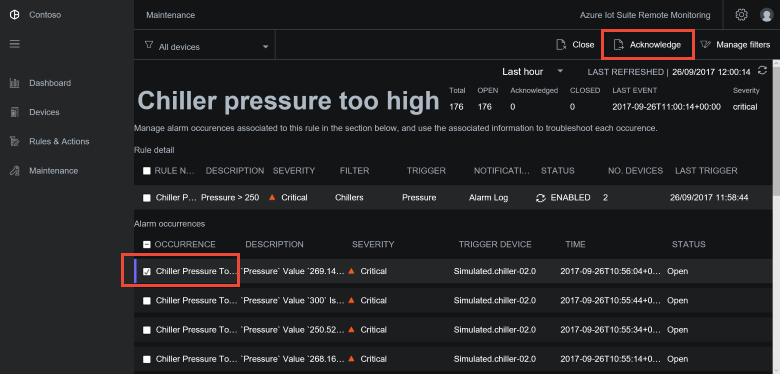 Contoso
Maintenance
Azure Iot Suite Remote Monitoring
All devices
Close
Acknowledge
Manage filters
Dashboard
Devices
Rules & Actions
Maintenance
Last hour
LAST REFRESHED | 26/09/2017 12:00:14
Chiller pressure too high
Total OPEN Acknowledged CLOSED LAST EVENT Severity
176 176 0 0 2017-09-26T11:00:14+00:00 critical
Manage alarm occurences associated to this rule in the section below, and use the associated information to troubleshoot each occurence.
Rule detail
RULE N... DESCRIPTION SEVERITY FILTER TRIGGER NOTIFICATI... STATUS NO. DEVICES LAST TRIGGER
Chiller P... Pressure > 250 Critical Chillers Pressure Alarm Log ENABLED 2 26/09/2017 11:58:44
Alarm occurrences
OCCURRENCE DESCRIPTION SEVERITY TRIGGER DEVICE TIME STATUS
Chiller Pressure To... `Pressure` Value `269.14... Critical Simulated.chiller-02.0 2017-09-26T10:56:04+0... Open
Chiller Pressure To... `Pressure` Value `300` Is... Critical Simulated.chiller-02.0 2017-09-26T10:55:44+0... Open
Chiller Pressure To... `Pressure` Value `250.52... Critical Simulated.chiller-02.0 2017-09-26T10:55:34+0... Open
Chiller Pressure To... `Pressure` Value `268.16... Critical Simulated.chiller-02.0 2017-09-26T10:55:14+0... Open